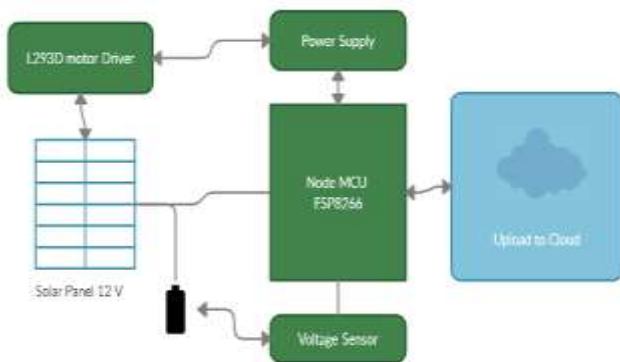 L293D motor Driver
Power Supply
Node MCU
ESP8266
Upload to Cloud
Solar Panel 12 V
Voltage Sensor